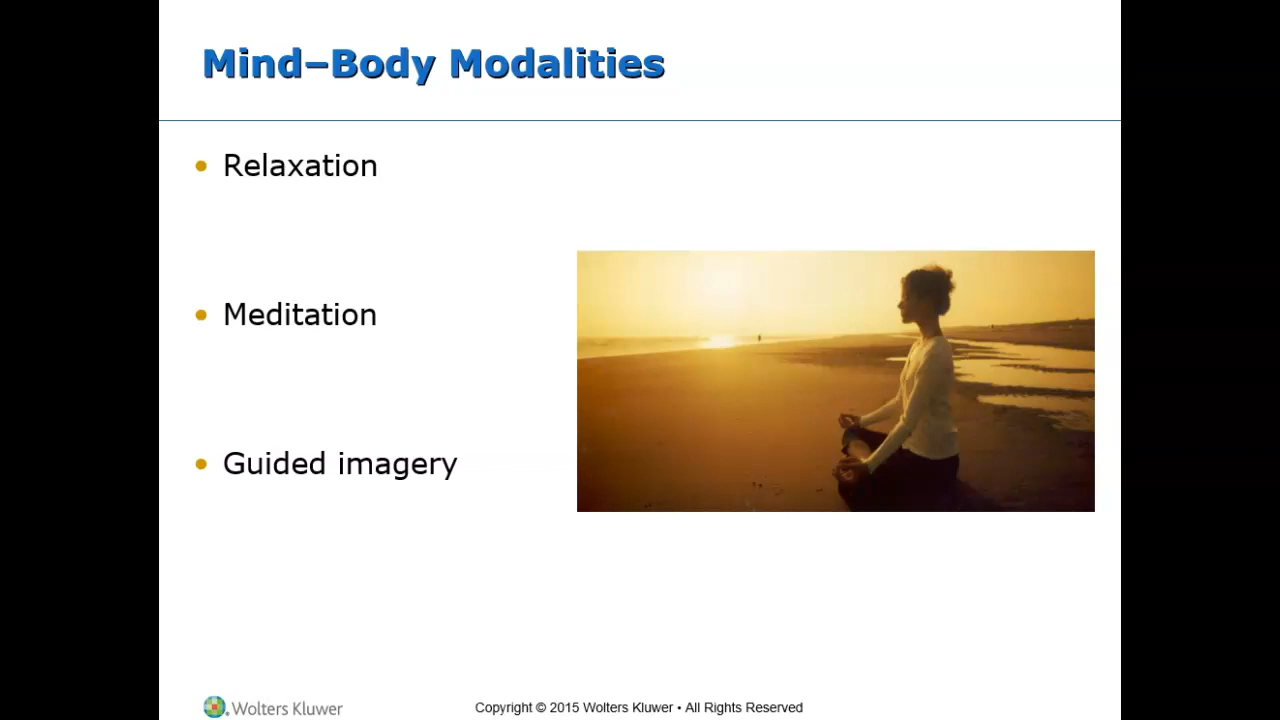 Mind–Body Modalities
• Relaxation
• Meditation
• Guided imagery
Wolters Kluwer
Copyright © 2015 Wolters Kluwer • All Rights Reserved